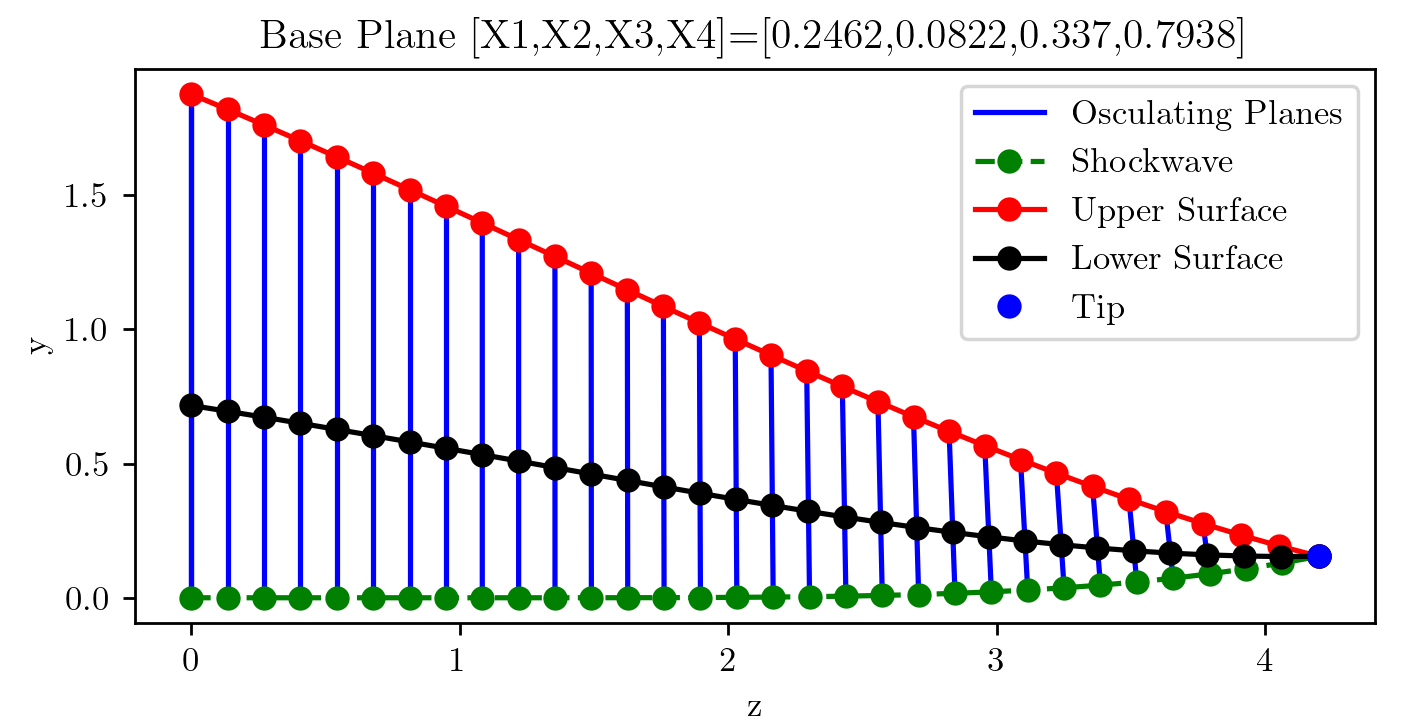 Base Plane [X1,X2,X3,X4]=[0.2462,0.0822,0.337,0.7938]
Osculating Planes
Shockwave
Upper Surface
Lower Surface
Tip
1.5
1.0
0.5
0.0
y
0 1 2 3 4
z